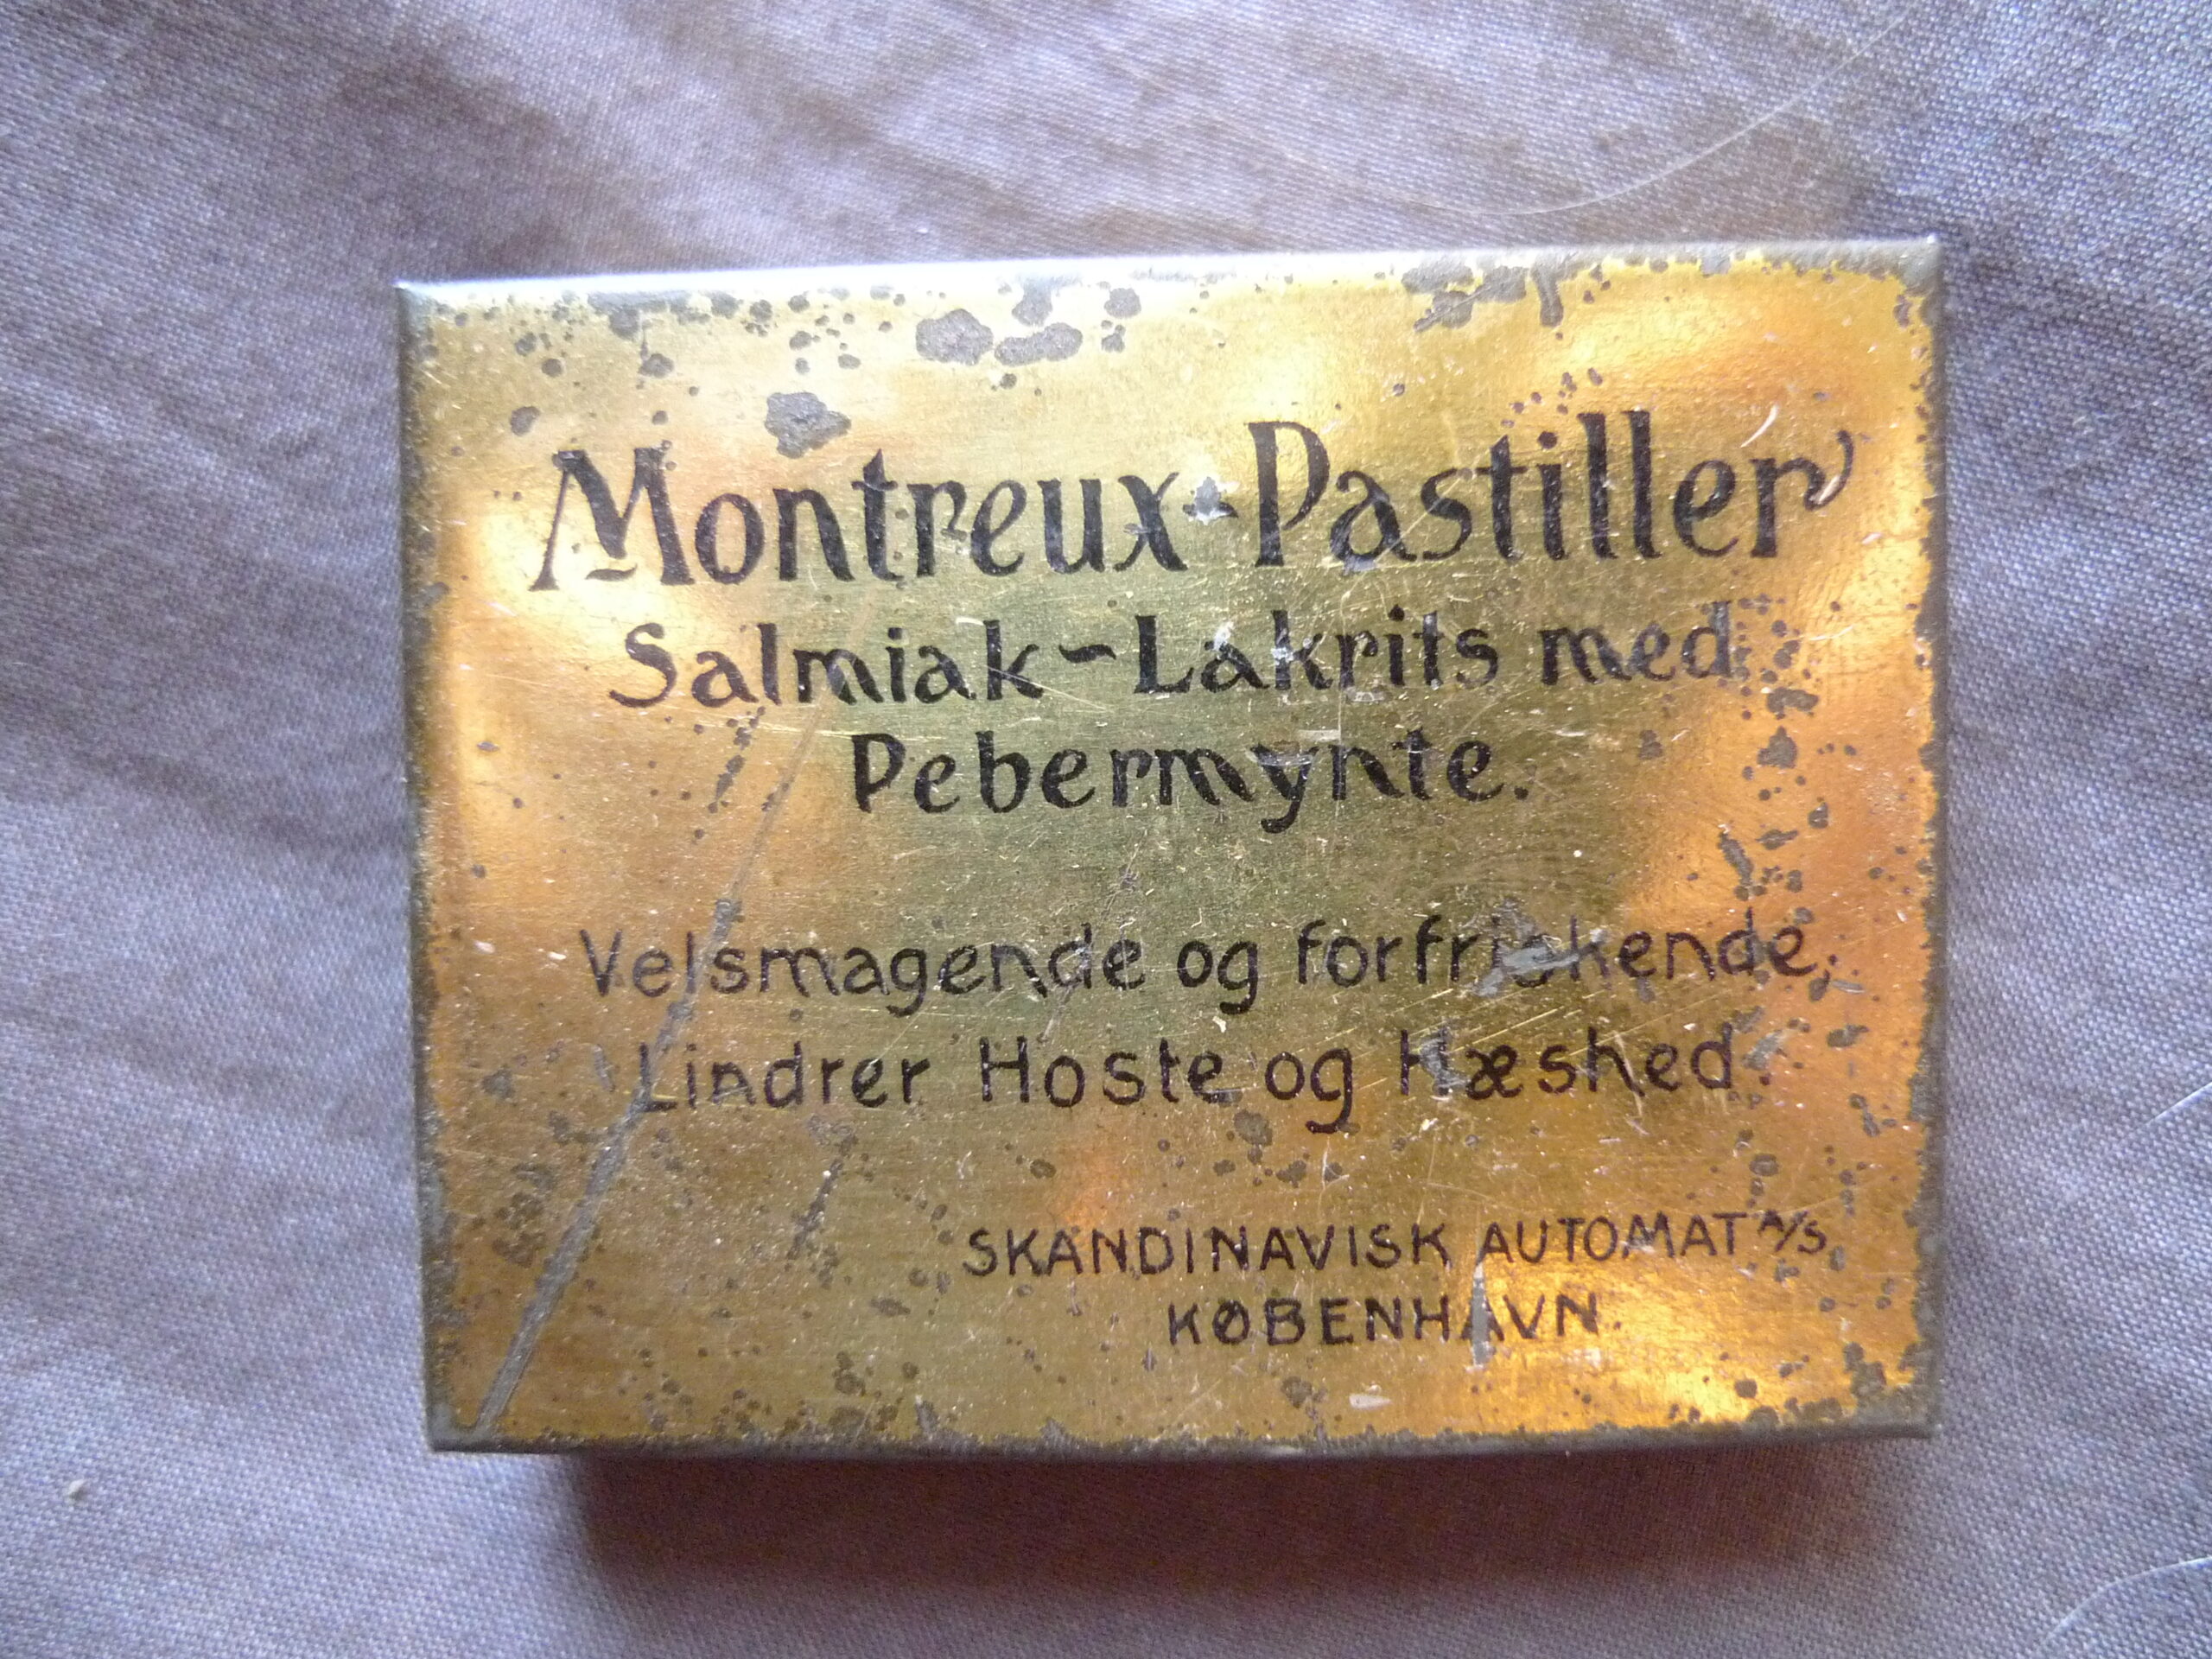 Montreux-Pastiller
Salmiak-Lakrits med
Pebermynte.
Velsmagende og forfriskende,
Lindrer Hoste og Hæshed.
SKANDINAVISK AUTOMAT A/S,
KØBENHAVN.